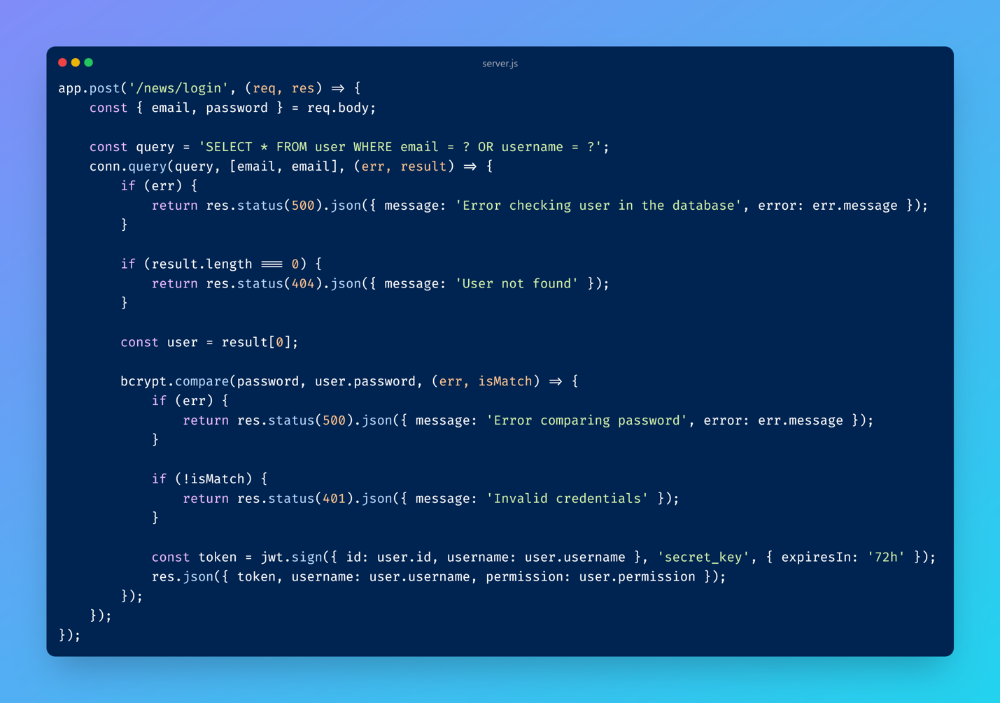 server.js
app.post('/news/login', (req, res) => {
    const { email, password } = req.body;

    const query = 'SELECT * FROM user WHERE email = ? OR username = ?';
    conn.query(query, [email, email], (err, result) => {
        if (err) {
            return res.status(500).json({ message: 'Error checking user in the database', error: err.message });
        }

        if (result.length === 0) {
            return res.status(404).json({ message: 'User not found' });
        }

        const user = result[0];

        bcrypt.compare(password, user.password, (err, isMatch) => {
            if (err) {
                return res.status(500).json({ message: 'Error comparing password', error: err.message });
            }

            if (!isMatch) {
                return res.status(401).json({ message: 'Invalid credentials' });
            }

            const token = jwt.sign({ id: user.id, username: user.username }, 'secret_key', { expiresIn: '72h' });
            res.json({ token, username: user.username, permission: user.permission });
        });
    });
});